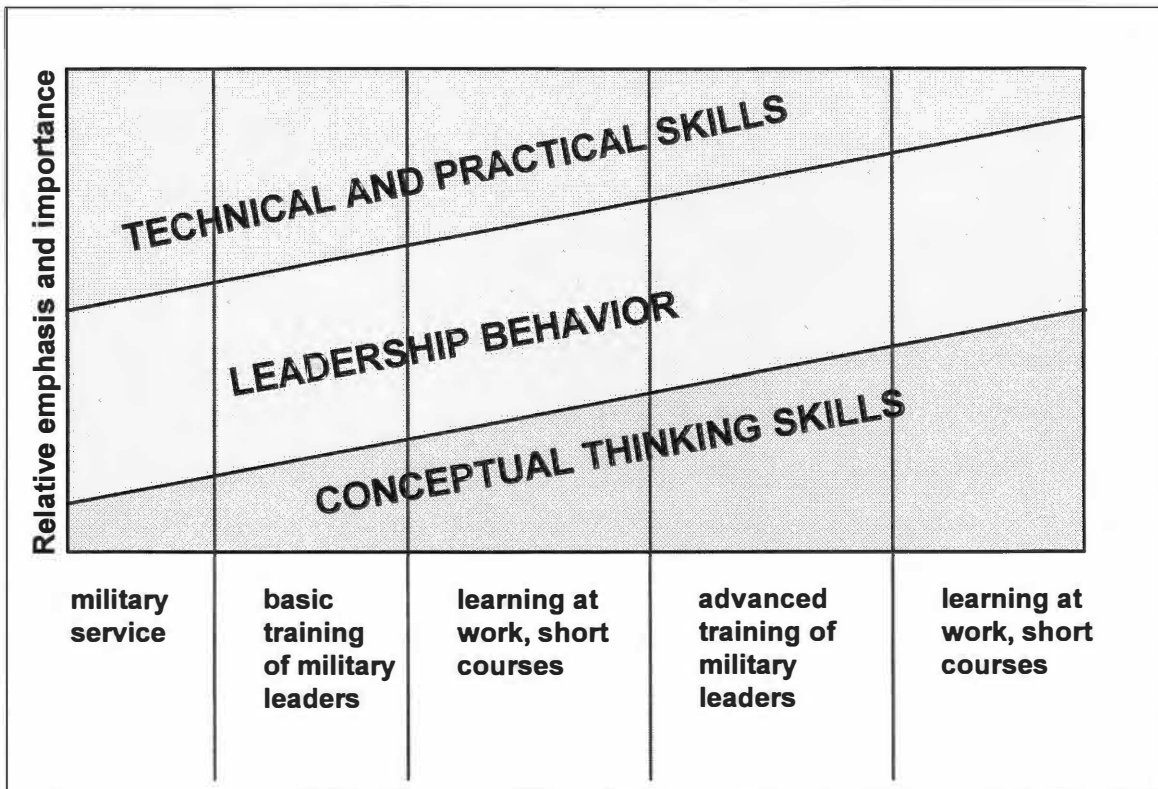 Relative emphasis and importance
TECHNICAL AND PRACTICAL SKILLS
LEADERSHIP BEHAVIOR
CONCEPTUAL THINKING SKILLS
military
service
basic
training
of military
leaders
learning at
work, short
courses
advanced
training of
military
leaders
learning at
work, short
courses